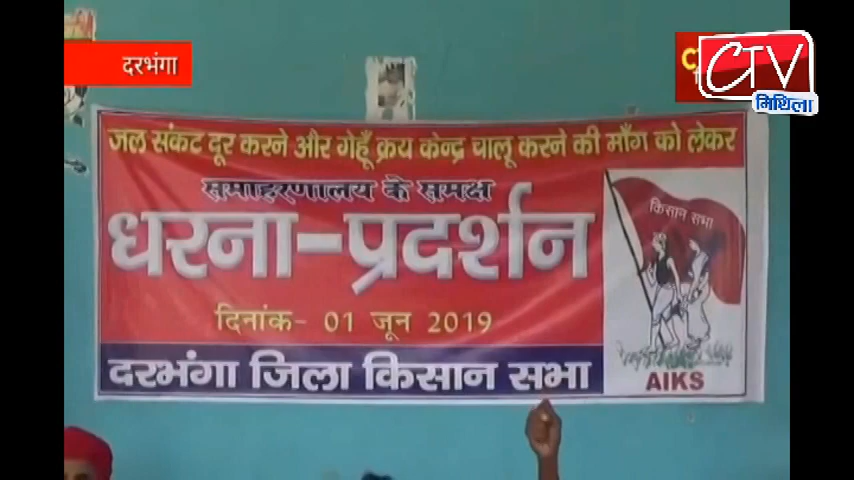 दरभंगा
CTV
मिथिला
जल संकट दूर करने और गेहूँ क्रय केन्द्र चालू करने की माँग को लेकर
समाहरणालय के समक्ष
धरना-प्रदर्शन
दिनांक- 01 जून 2019
दरभंगा जिला किसान सभा
किसान सभा
AIKS